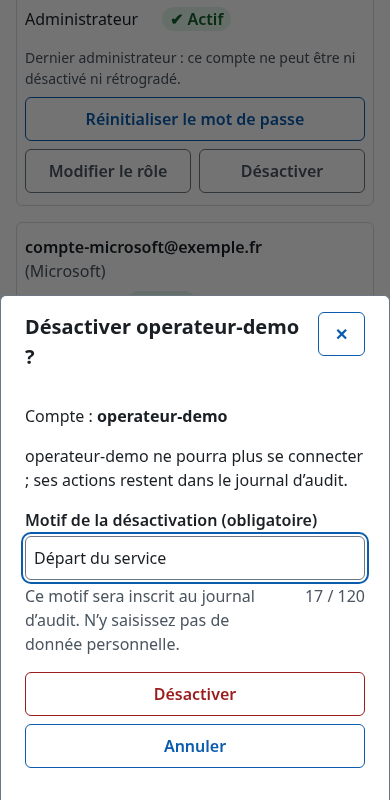 Administrateur ✔ Actif
Dernier administrateur : ce compte ne peut être ni
désactivé ni rétrogradé.
Réinitialiser le mot de passe
Modifier le rôle Désactiver
compte-microsoft@exemple.fr
(Microsoft)
Désactiver operateur-demo
?
×
Compte : operateur-demo
operateur-demo ne pourra plus se connecter
; ses actions restent dans le journal d’audit.
Motif de la désactivation (obligatoire)
Départ du service
Ce motif sera inscrit au journal 17 / 120
d’audit. N’y saisissez pas de
donnée personnelle.
Désactiver
Annuler